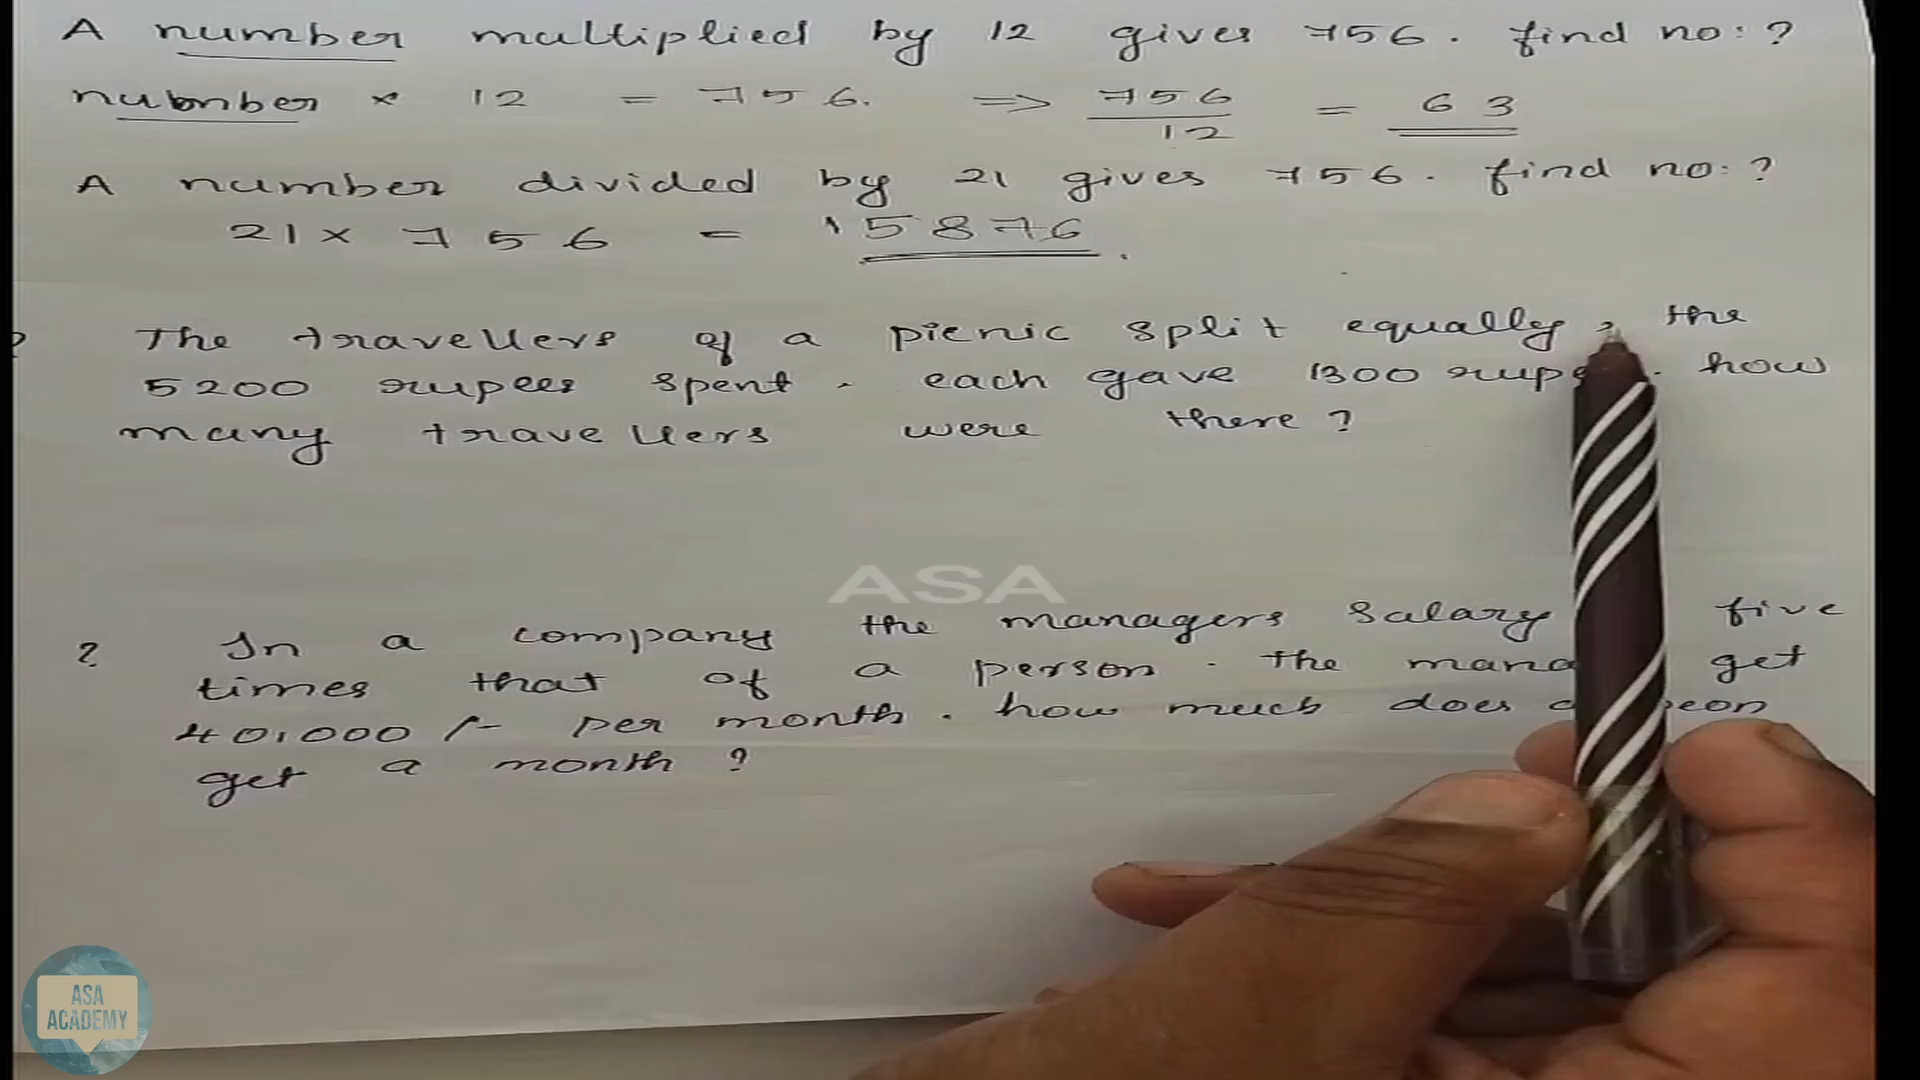 A number multiplied by 12 gives 756. find no: ?
number × 12 = 756. => 756/12 = 63
A number divided by 21 gives 756. find no: ?
21 × 756 = 15876.
? The travellers of a picnic split equally, the
5200 rupees spent. each gave 1300 how
many travellers were there?
ASA
? In a company the managers salary five
times that of a person. The get
40,000/- per month. how much does
get a month?
ASA
ACADEMY